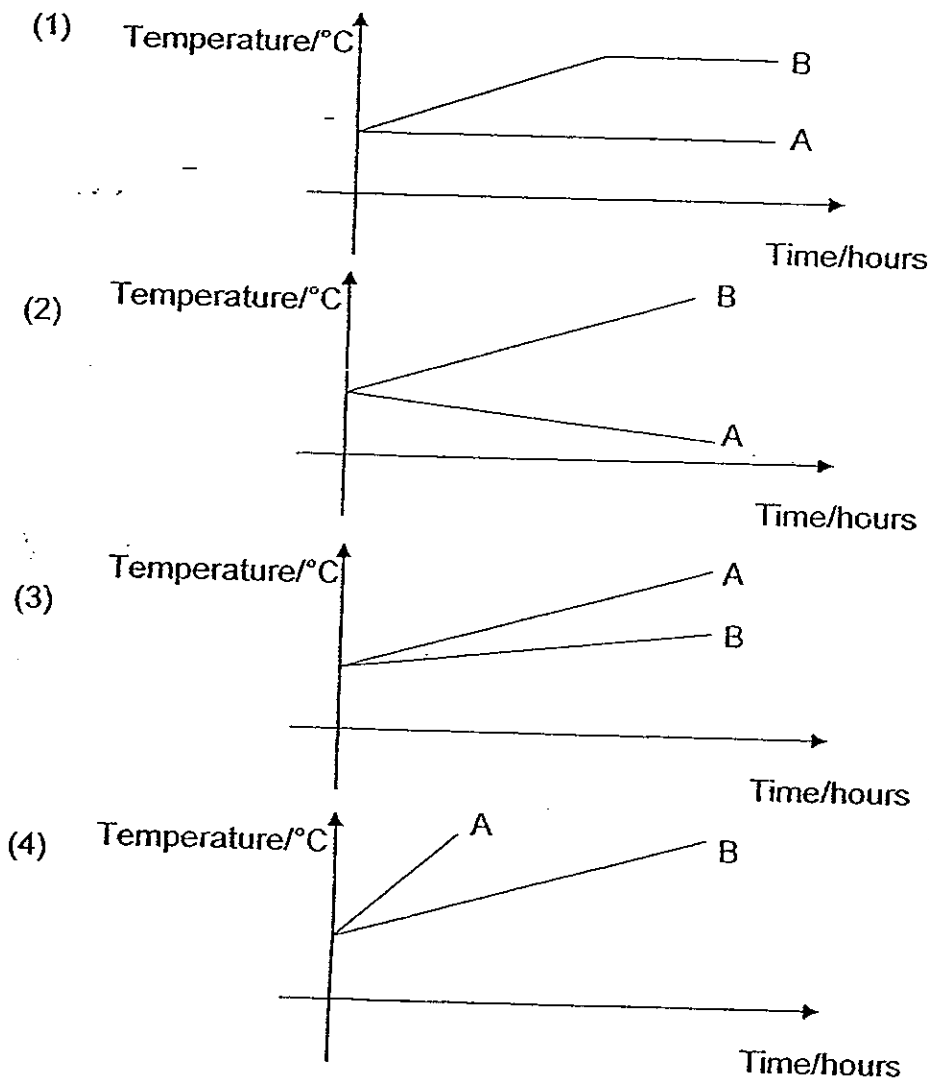 (1) Temperature/°C
B
A
Time/hours
(2) Temperature/°C
B
A
Time/hours
(3) Temperature/°C
A
B
Time/hours
(4) Temperature/°C
A
B
Time/hours